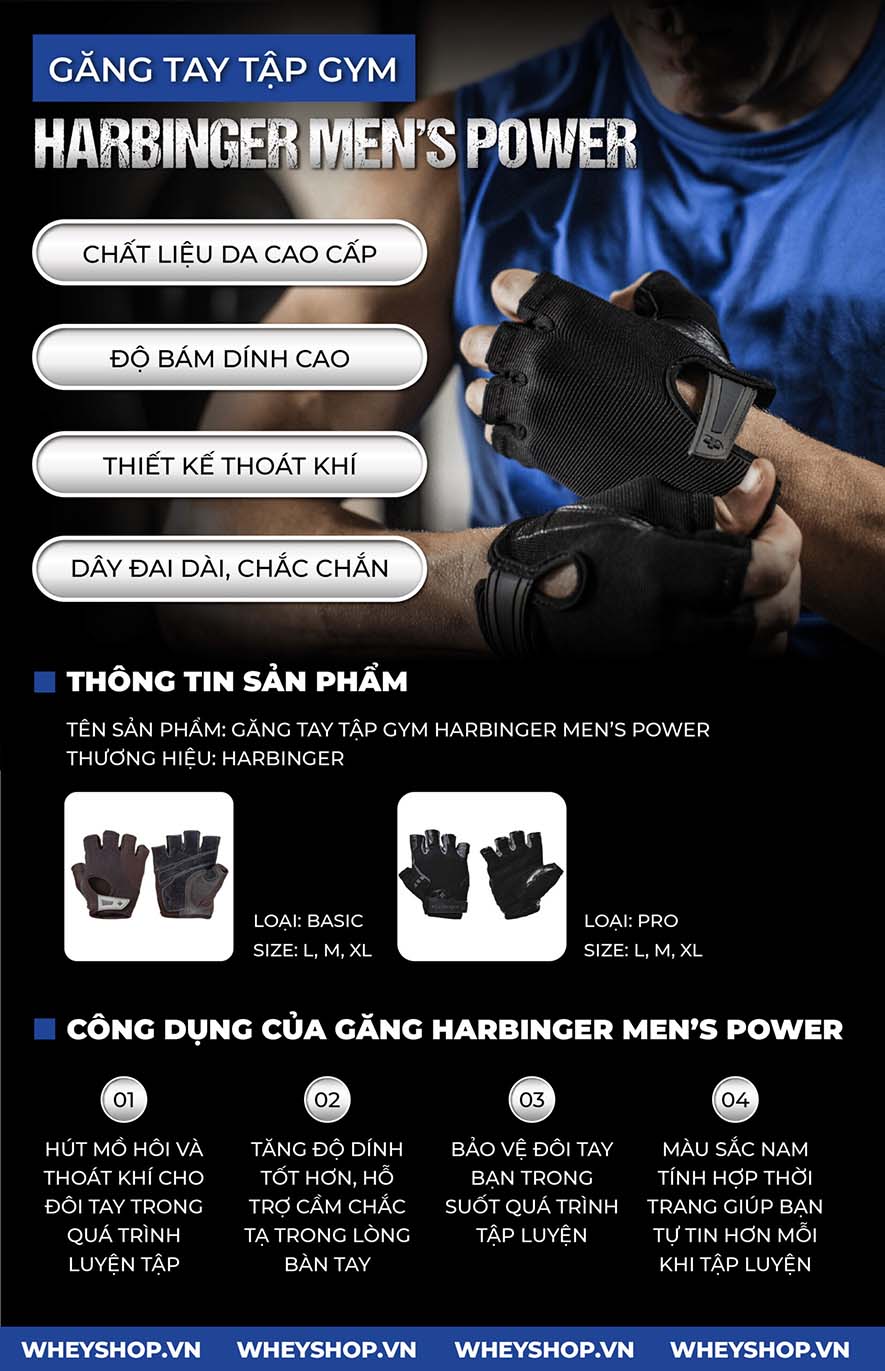 GĂNG TAY TẬP GYM
HARBINGER MEN'S POWER
CHẤT LIỆU DA CAO CẤP
ĐỘ BÁM DÍNH CAO
THIẾT KẾ THOÁT KHÍ
DÂY ĐAI DÀI, CHẮC CHẮN
THÔNG TIN SẢN PHẨM
TÊN SẢN PHẨM: GĂNG TAY TẬP GYM HARBINGER MEN'S POWER
THƯƠNG HIỆU: HARBINGER
LOẠI: BASIC
SIZE: L, M, XL
LOẠI: PRO
SIZE: L, M, XL
CÔNG DỤNG CỦA GĂNG HARBINGER MEN'S POWER
01
HÚT MỒ HÔI VÀ
THOÁT KHÍ CHO
ĐÔI TAY TRONG
QUÁ TRÌNH
LUYỆN TẬP
02
TĂNG ĐỘ DÍNH
TỐT HƠN, HỖ
TRỢ CẦM CHẮC
TẠ TRONG LÒNG
BÀN TAY
03
BẢO VỆ ĐÔI TAY
BẠN TRONG
SUỐT QUÁ TRÌNH
TẬP LUYỆN
04
MÀU SẮC NAM
TÍNH HỢP THỜI
TRANG GIÚP BẠN
TỰ TIN HƠN MỖI
KHI TẬP LUYỆN
WHEYSHOP.VN WHEYSHOP.VN WHEYSHOP.VN WHEYSHOP.VN